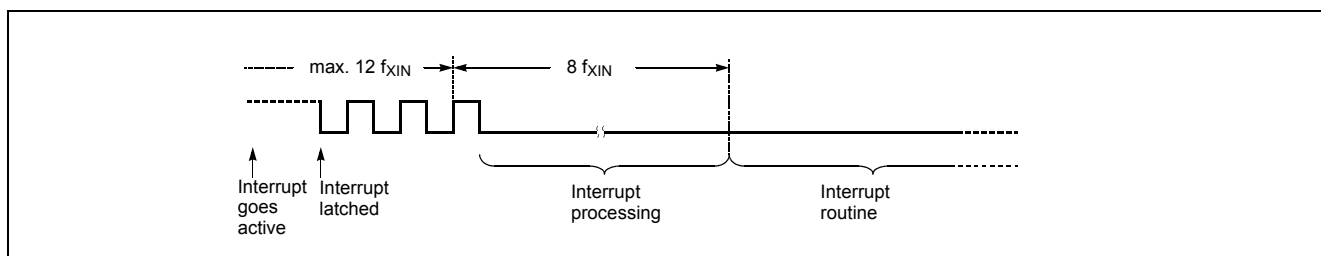 max. 12 fXIN
8 fXIN
Interrupt
goes
active
Interrupt
latched
Interrupt
processing
Interrupt
routine